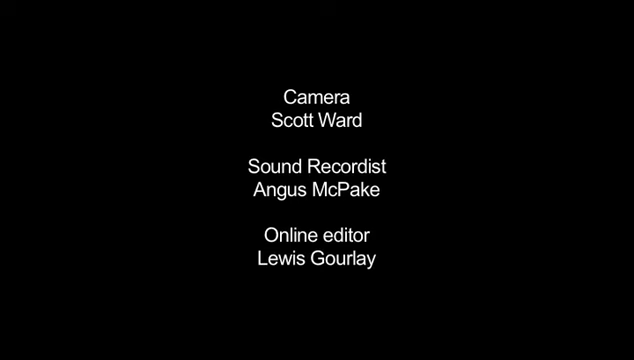 Camera
Scott Ward
Sound Recordist
Angus McPake
Online editor
Lewis Gourlay